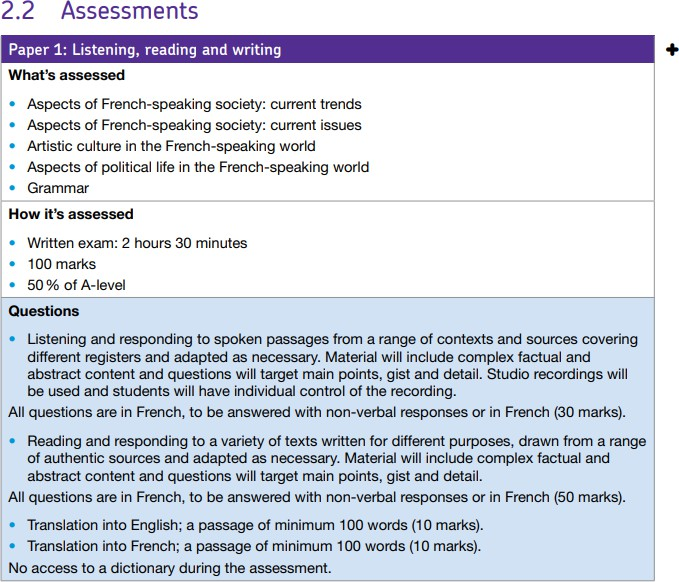 2.2 Assessments
Paper 1: Listening, reading and writing
+
What's assessed
• Aspects of French-speaking society: current trends
• Aspects of French-speaking society: current issues
• Artistic culture in the French-speaking world
• Aspects of political life in the French-speaking world
• Grammar
How it's assessed
• Written exam: 2 hours 30 minutes
• 100 marks
• 50 % of A-level
Questions
• Listening and responding to spoken passages from a range of contexts and sources covering
different registers and adapted as necessary. Material will include complex factual and
abstract content and questions will target main points, gist and detail. Studio recordings will
be used and students will have individual control of the recording.
All questions are in French, to be answered with non-verbal responses or in French (30 marks).
• Reading and responding to a variety of texts written for different purposes, drawn from a range
of authentic sources and adapted as necessary. Material will include complex factual and
abstract content and questions will target main points, gist and detail.
All questions are in French, to be answered with non-verbal responses or in French (50 marks).
• Translation into English; a passage of minimum 100 words (10 marks).
• Translation into French; a passage of minimum 100 words (10 marks).
No access to a dictionary during the assessment.